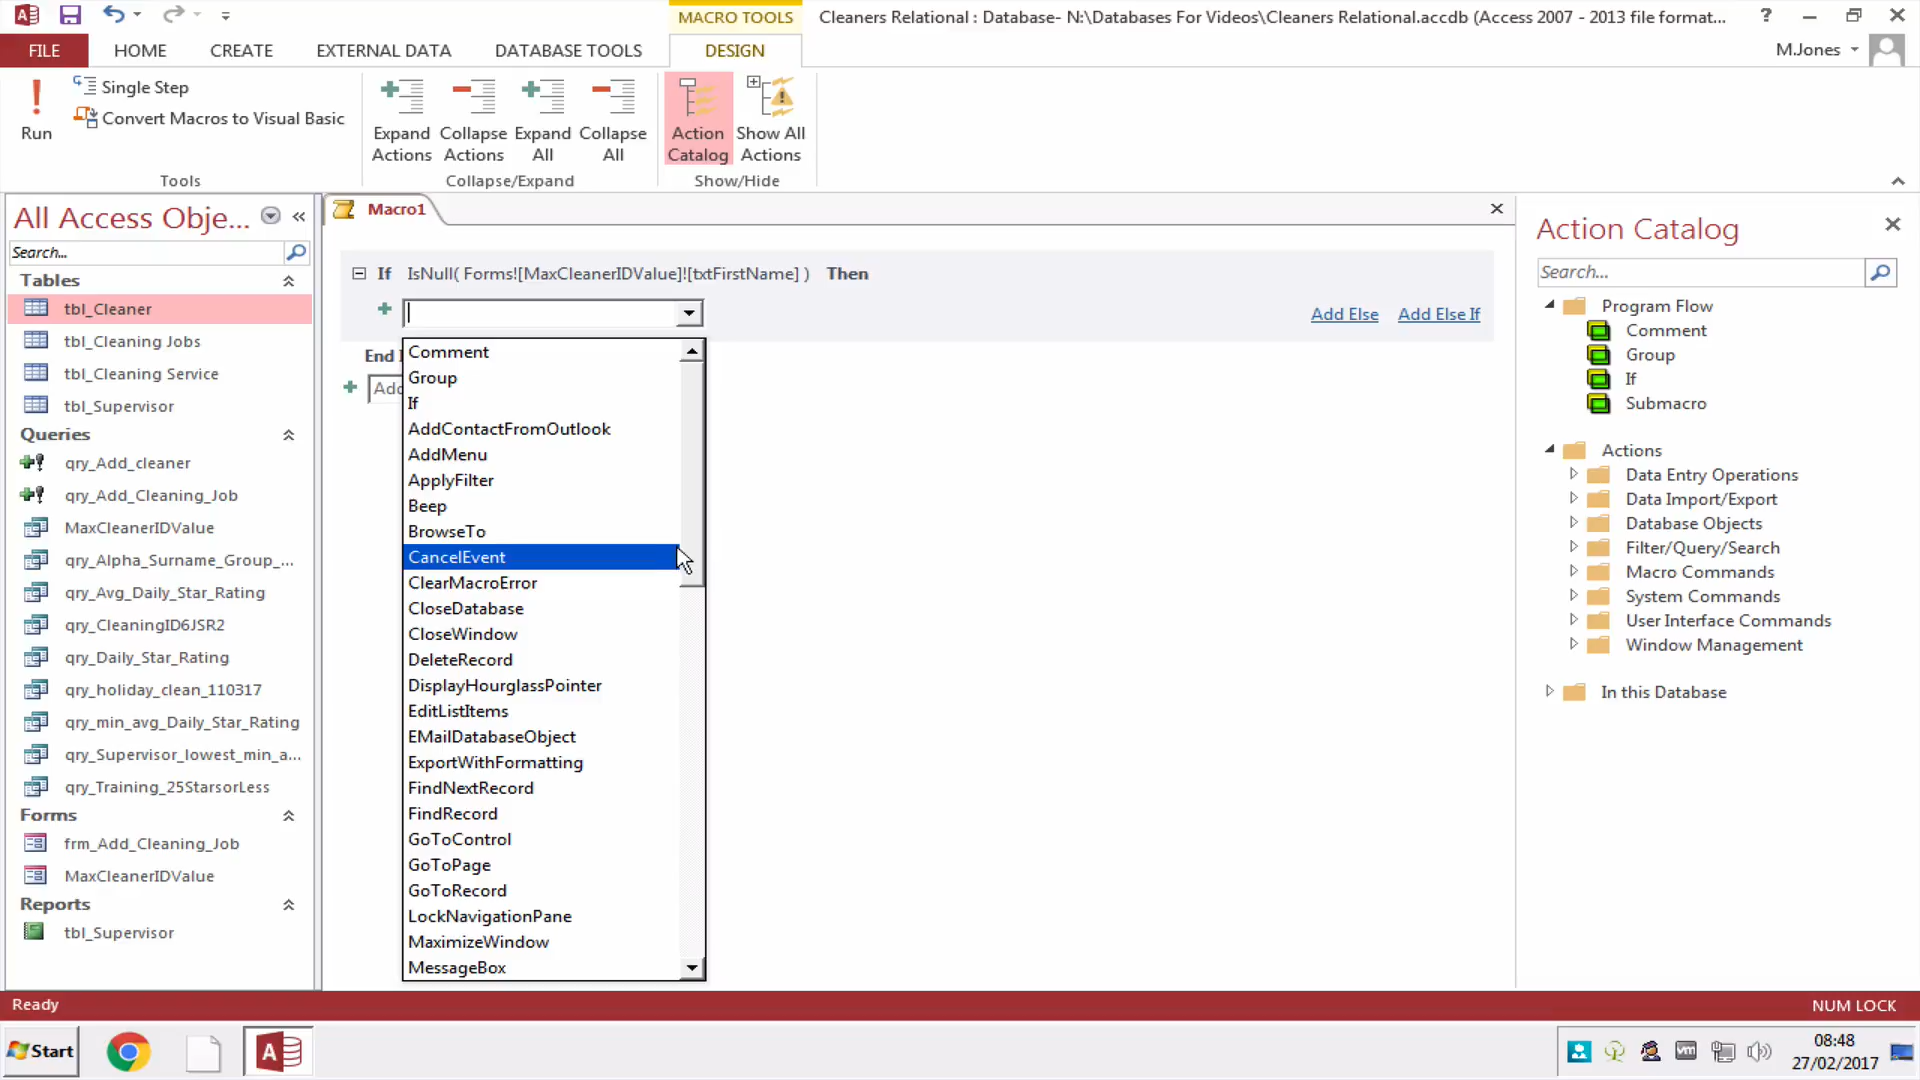 MACRO TOOLS
Cleaners Relational : Database- N:\Databases For Videos\Cleaners Relational.accdb (Access 2007 - 2013 file format...
?
FILE HOME CREATE EXTERNAL DATA DATABASE TOOLS DESIGN
M.Jones
Run
Single Step
Convert Macros to Visual Basic
Tools
Expand Actions
Collapse Actions
Expand All
Collapse All
Collapse/Expand
Action Catalog
Show All Actions
Show/Hide
All Access Obje...
Search...
Tables
tbl_Cleaner
tbl_Cleaning Jobs
tbl_Cleaning Service
tbl_Supervisor
Queries
qry_Add_cleaner
qry_Add_Cleaning_Job
MaxCleanerIDValue
qry_Alpha_Surname_Group_...
qry_Avg_Daily_Star_Rating
qry_CleaningID6JSR2
qry_Daily_Star_Rating
qry_holiday_clean_110317
qry_min_avg_Daily_Star_Rating
qry_Supervisor_lowest_min_a...
qry_Training_25StarsorLess
Forms
frm_Add_Cleaning_Job
MaxCleanerIDValue
Reports
tbl_Supervisor
Macro1
If IsNull( Forms![MaxCleanerIDValue]![txtFirstName] ) Then
Add Else Add Else If
End I
Add
Comment
Group
If
AddContactFromOutlook
AddMenu
ApplyFilter
Beep
BrowseTo
CancelEvent
ClearMacroError
CloseDatabase
CloseWindow
DeleteRecord
DisplayHourglassPointer
EditListItems
EMailDatabaseObject
ExportWithFormatting
FindNextRecord
FindRecord
GoToControl
GoToPage
GoToRecord
LockNavigationPane
MaximizeWindow
MessageBox
Action Catalog
Search...
Program Flow
Comment
Group
If
Submacro
Actions
Data Entry Operations
Data Import/Export
Database Objects
Filter/Query/Search
Macro Commands
System Commands
User Interface Commands
Window Management
In this Database
Ready
NUM LOCK
Start
08:48
27/02/2017